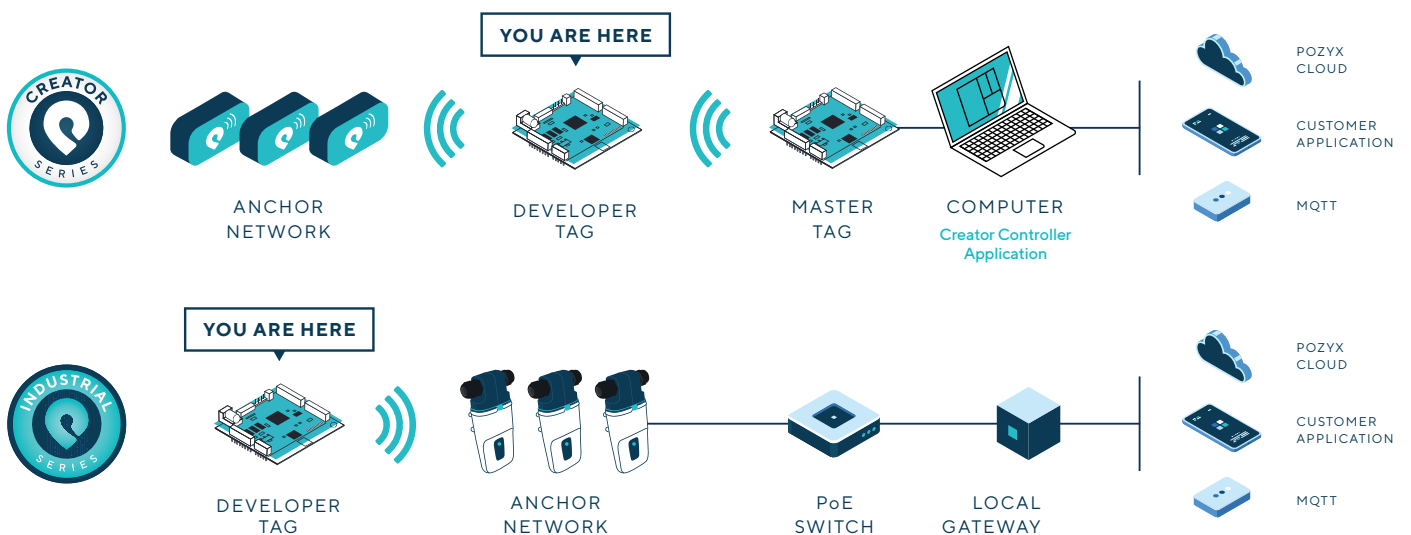 YOU ARE HERE
CREATOR
SERIES
ANCHOR
NETWORK
DEVELOPER
TAG
MASTER
TAG
COMPUTER
Creator Controller
Application
POZYX
CLOUD
CUSTOMER
APPLICATION
MQTT
YOU ARE HERE
INDUSTRIAL
SERIES
DEVELOPER
TAG
ANCHOR
NETWORK
PoE
SWITCH
LOCAL
GATEWAY
POZYX
CLOUD
CUSTOMER
APPLICATION
MQTT